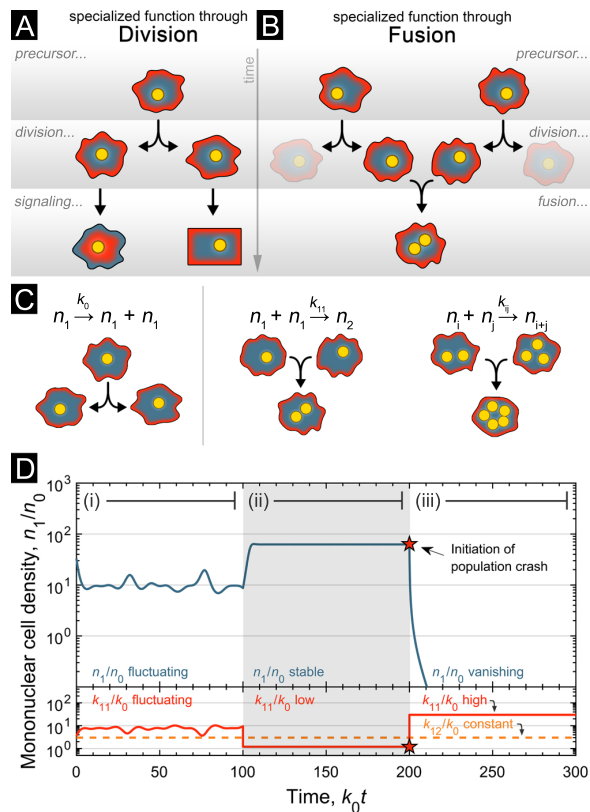 A
specialized function through
Division
B
specialized function through
Fusion
precursor...
time
precursor...
division...
division...
signaling...
fusion...
C
n₁ →k₀ n₁ + n₁
n₁ + n₁ →k₁₁ n₂
nᵢ + nⱼ →kᵢⱼ nᵢ₊ⱼ
D
Mononuclear cell density, n₁/n₀
10³
10²
10¹
10⁰
(i)
(ii)
(iii)
Initiation of
population crash
n₁/n₀ fluctuating
n₁/n₀ stable
n₁/n₀ vanishing
k₁₁/k₀ fluctuating
k₁₁/k₀ low
k₁₁/k₀ high
k₁₂/k₀ constant
10²
10¹
10⁰
0
50
100
150
200
250
300
Time, k₀t